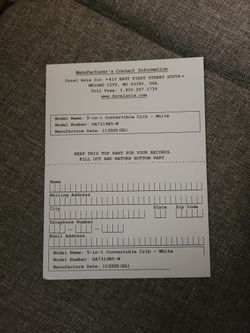 Manufacturer's Contact Information
Dorel Asia Inc. •410 EAST FIRST STREET SOUTH•
WRIGHT CITY, MO 63390, USA.
Toll Free: 1.800.267.1739
www.dorelasia.com
Model Name: 5-in-1 Convertible Crib - White
Model Number: DA7319B5-W
Manufacture Date: 11/2020(DL)
KEEP THIS TOP PART FOR YOUR RECORDS.
FILL OUT AND RETURN BOTTOM PART.
Name
Mailing Address
City State Zip Code
Telephone Number
Email Address
Model Name: 5-in-1 Convertible Crib - White
Model Number: DA7319B5-W
Manufacture Date: 11/2020(DL)